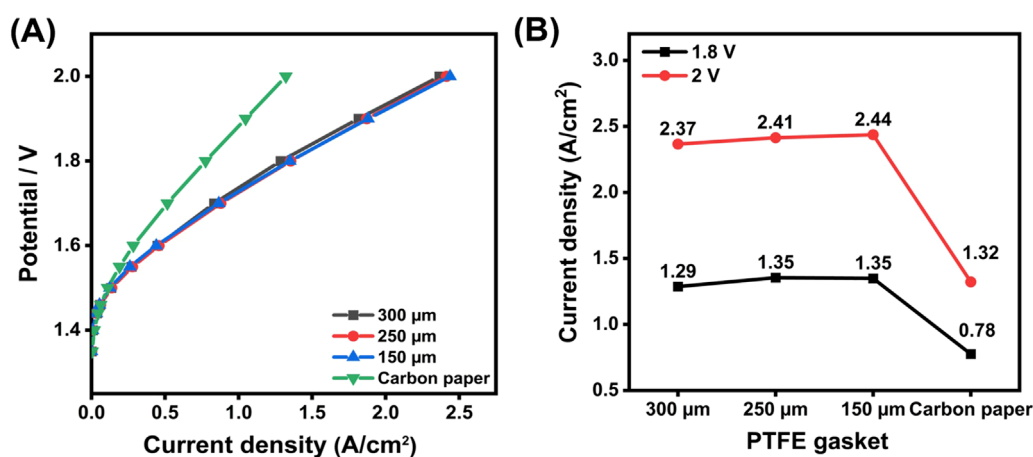 (A)
Potential / V
2.0
1.8
1.6
1.4
0.0
0.5
1.0
1.5
2.0
2.5
Current density (A/cm²)
300 μm
250 μm
150 μm
Carbon paper
(B)
Current density (A/cm²)
3.0
2.5
2.0
1.5
1.0
0.5
1.8 V
2 V
2.37
2.41
2.44
1.32
1.29
1.35
1.35
0.78
300 μm
250 μm
150 μm
Carbon paper
PTFE gasket